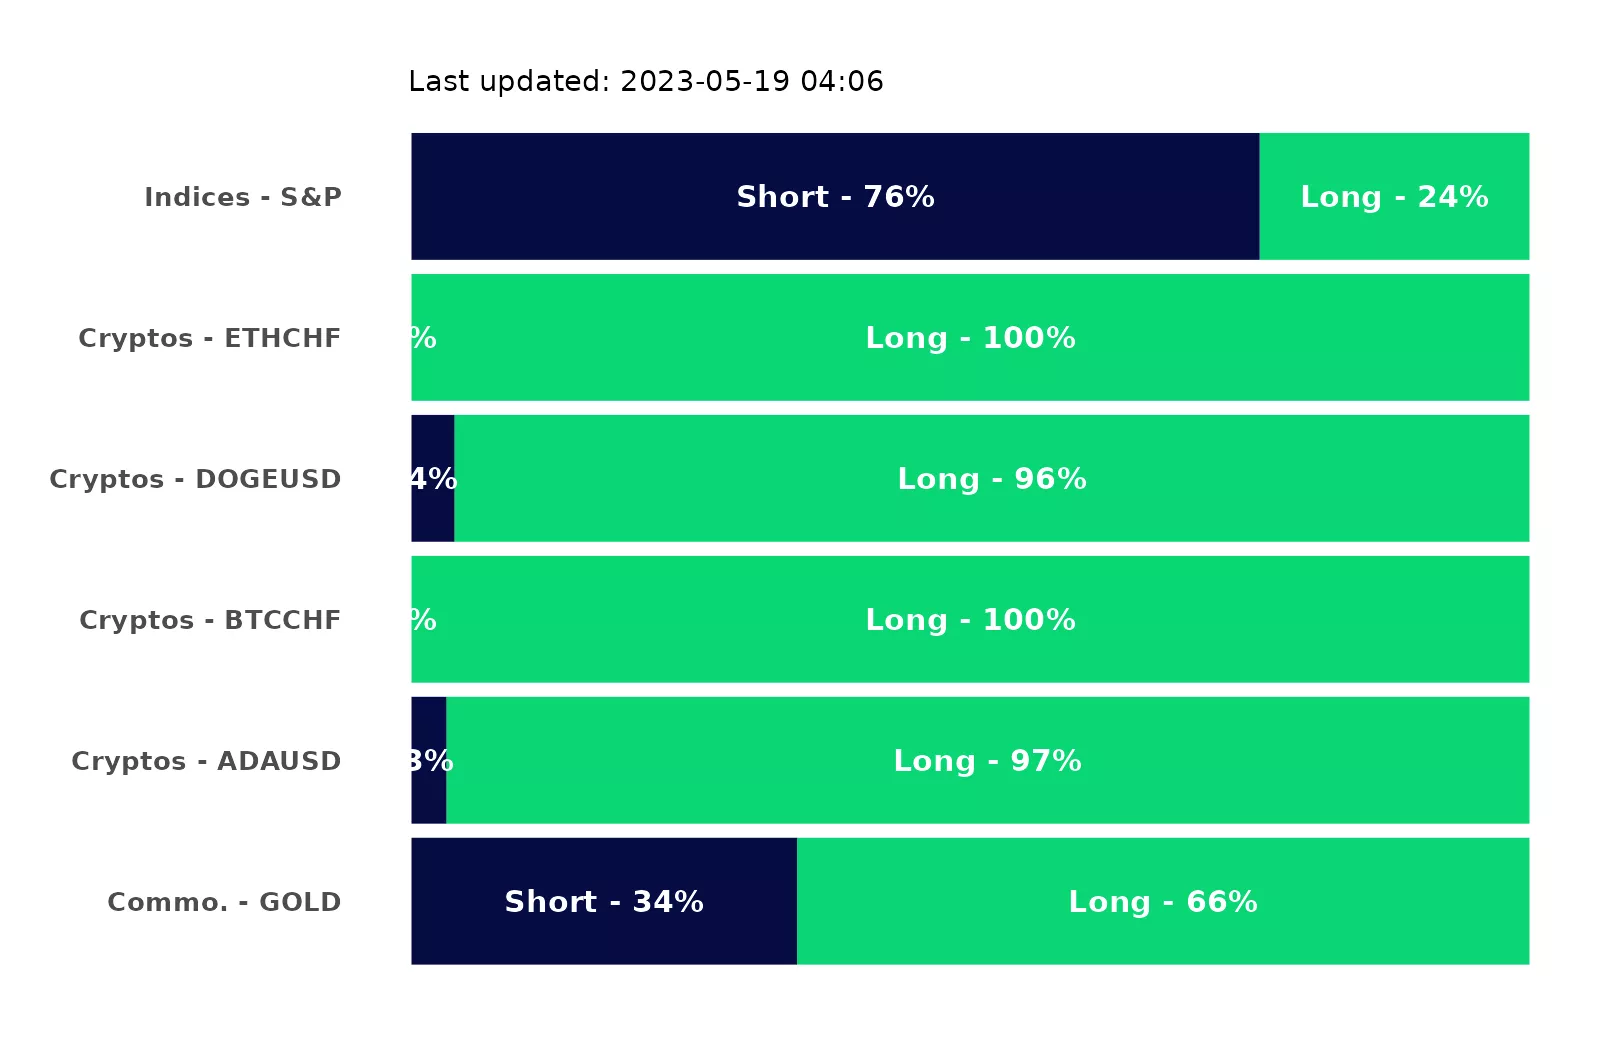 Last updated: 2023-05-19 04:06
Indices - S&P Short - 76% Long - 24%
Cryptos - ETHCHF % Long - 100%
Cryptos - DOGEUSD 4% Long - 96%
Cryptos - BTCCHF % Long - 100%
Cryptos - ADAUSD 3% Long - 97%
Commo. - GOLD Short - 34% Long - 66%